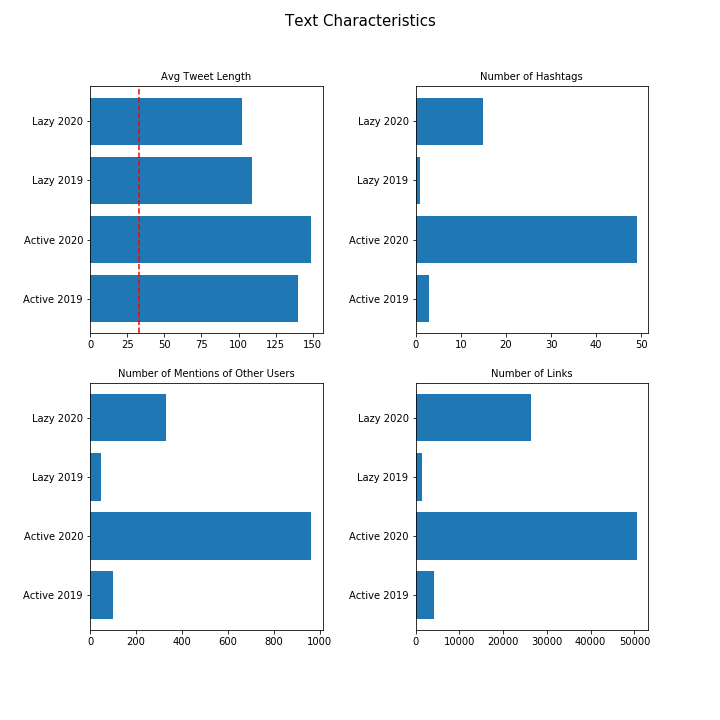 Text Characteristics
Avg Tweet Length
Number of Hashtags
Lazy 2020
Lazy 2019
Active 2020
Active 2019
0 25 50 75 100 125 150
Lazy 2020
Lazy 2019
Active 2020
Active 2019
0 10 20 30 40 50
Number of Mentions of Other Users
Number of Links
Lazy 2020
Lazy 2019
Active 2020
Active 2019
0 200 400 600 800 1000
Lazy 2020
Lazy 2019
Active 2020
Active 2019
0 10000 20000 30000 40000 50000